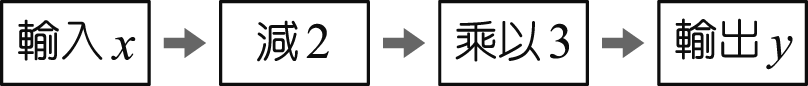 輸入 x → 減 2 → 乘以 3 → 輸出 y